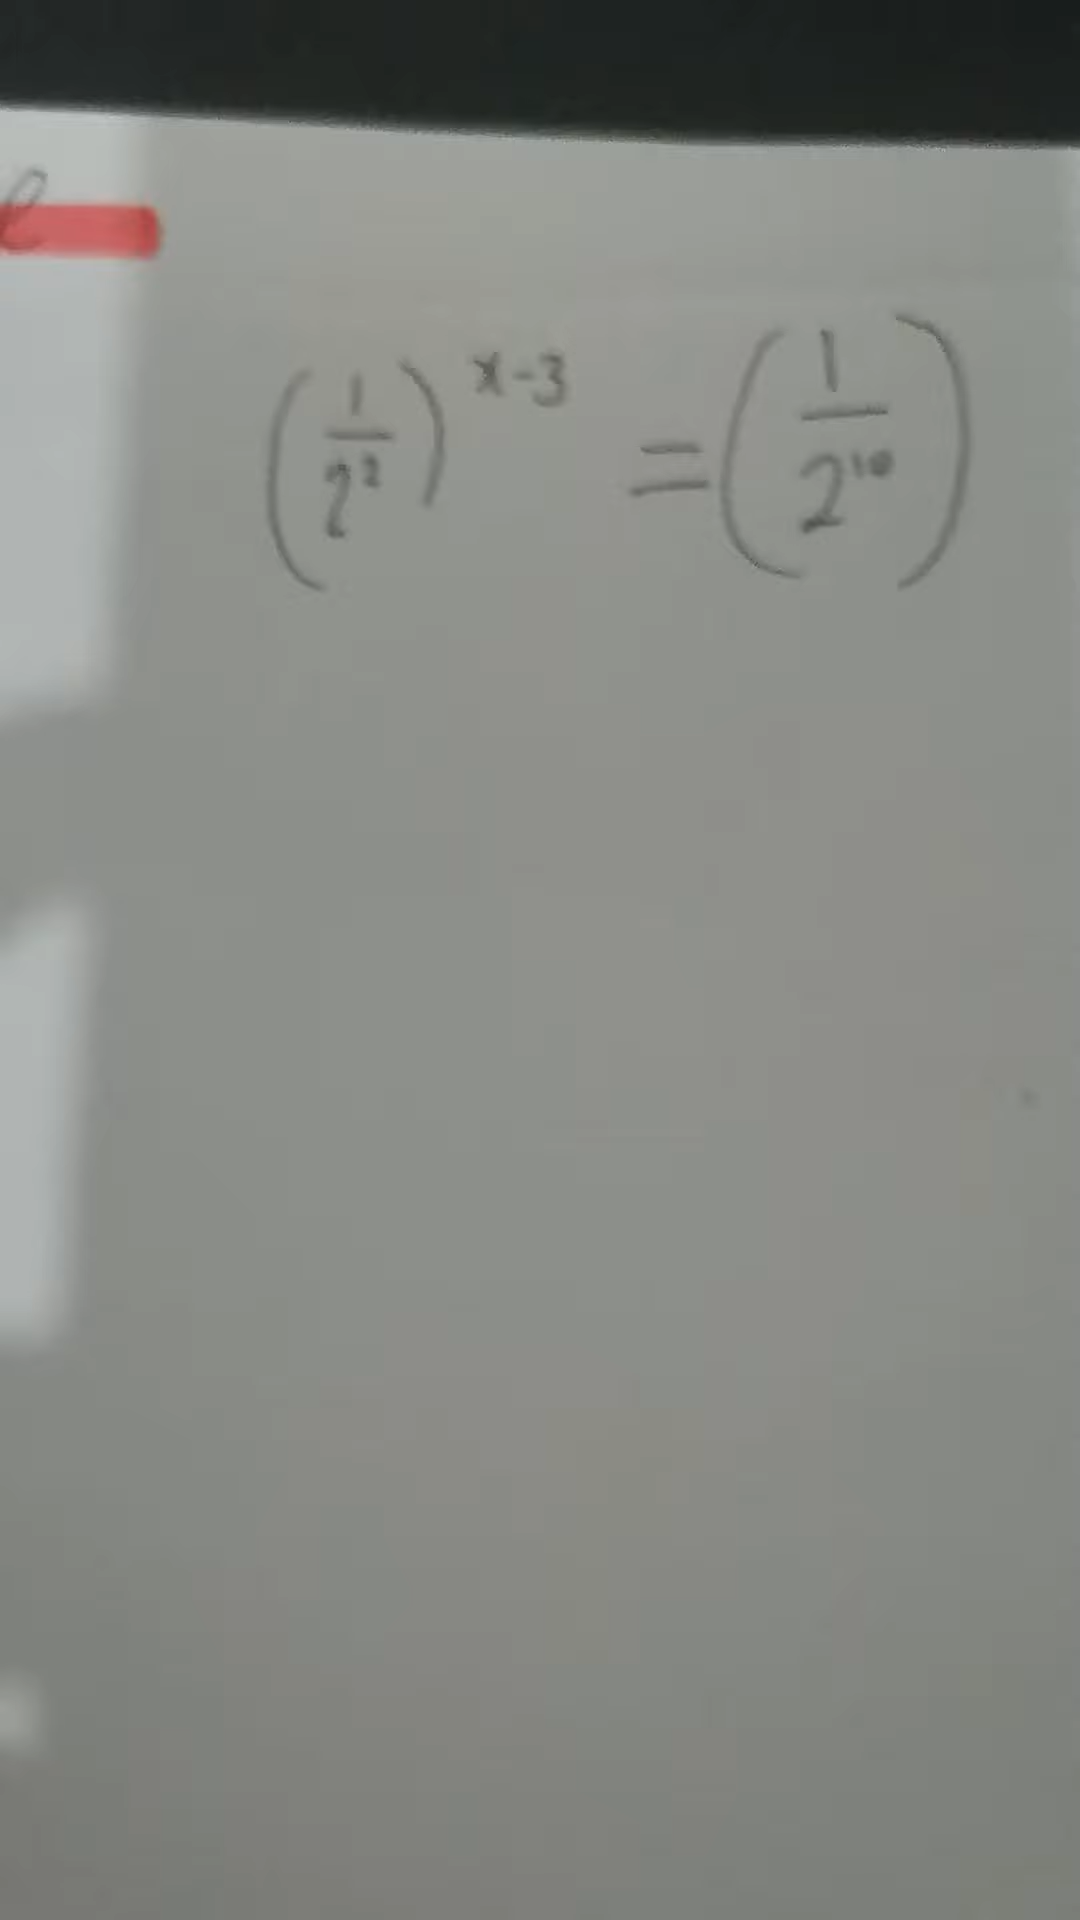 e
(1/2²)^(x-3) = (1/2¹⁰)